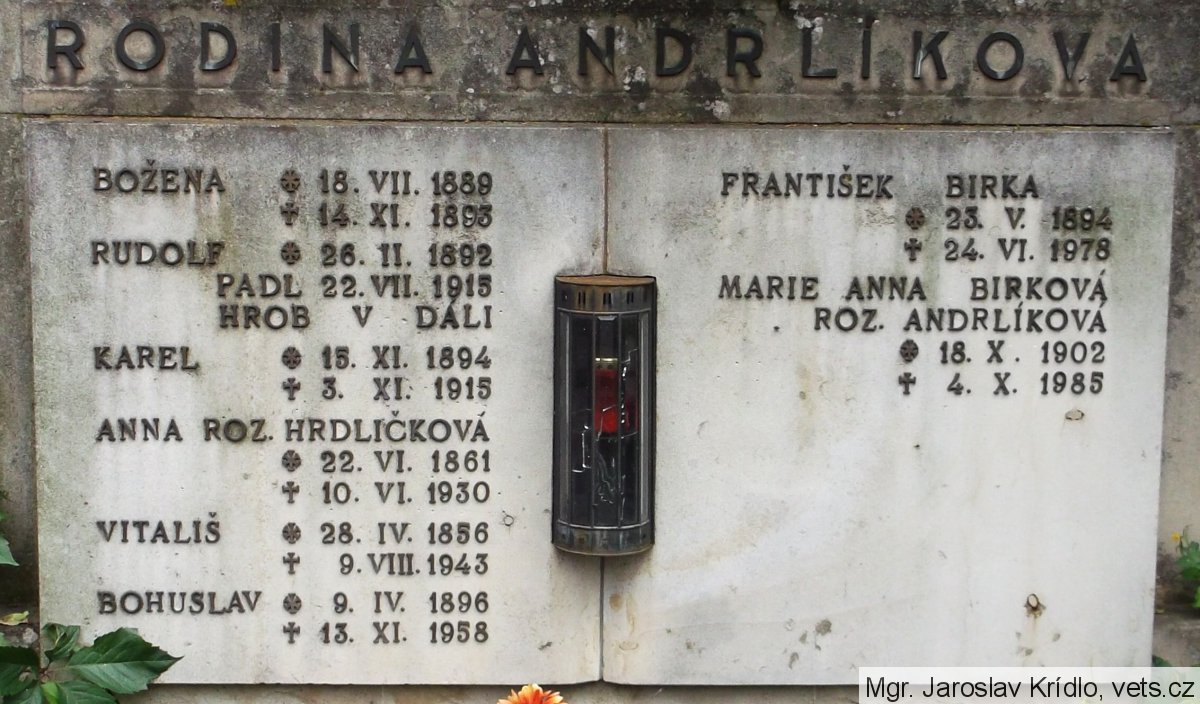 RODINA ANDRLÍKOVA
BOŽENA * 18. VII. 1889
† 14. XI. 1893
RUDOLF * 26. II. 1892
PADL 22. VII. 1915
HROB V DÁLI
KAREL * 15. XI. 1894
† 3. XI. 1915
ANNA ROZ. HRDLIČKOVÁ
* 22. VI. 1861
† 10. VI. 1930
VITALIŠ * 28. IV. 1856
† 9. VIII. 1943
BOHUSLAV * 9. IV. 1896
† 13. XI. 1958
FRANTIŠEK BIRKA
* 23. V. 1894
† 24. VI. 1978
MARIE ANNA BIRKOVÁ
ROZ. ANDRLÍKOVÁ
* 18. X. 1902
† 4. X. 1985
Mgr. Jaroslav Krídlo, vets.cz